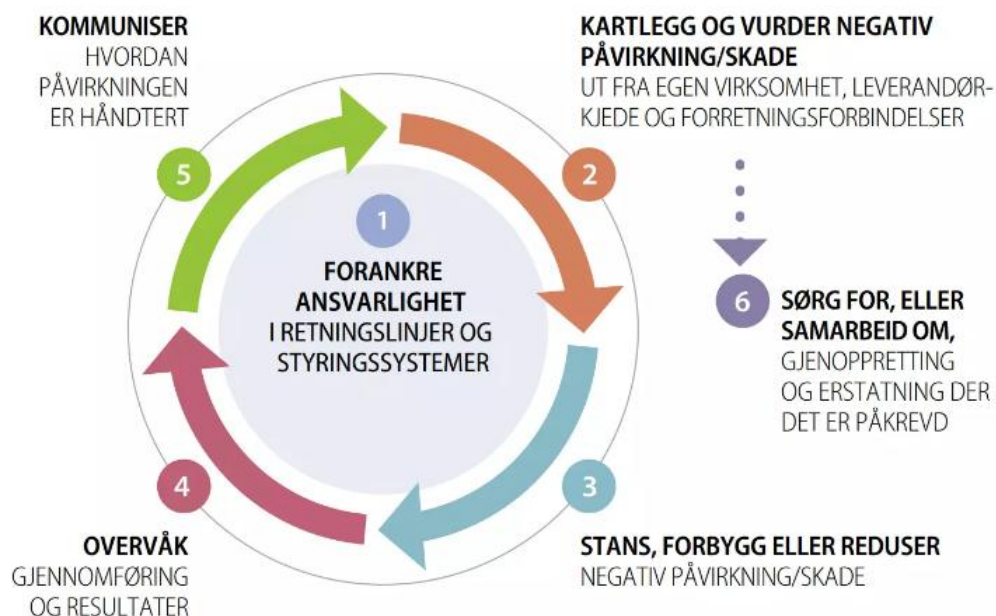 1
FORANKRE
ANSVARLIGHET
I RETNINGSLINJER OG
STYRINGSSYSTEMER
2
KARTLEGG OG VURDER NEGATIV
PÅVIRKNING/SKADE
UT FRA EGEN VIRKSOMHET, LEVERANDØR-
KJEDE OG FORRETNINGSFORBINDELSER
3
STANS, FORBYGG ELLER REDUSER
NEGATIV PÅVIRKNING/SKADE
4
OVERVÅK
GJENNOMFØRING
OG RESULTATER
5
KOMMUNISER
HVORDAN
PÅVIRKNINGEN
ER HÅNDTERT
6
SØRG FOR, ELLER
SAMARBEID OM,
GJENOPPRETTING
OG ERSTATNING DER
DET ER PÅKREVD